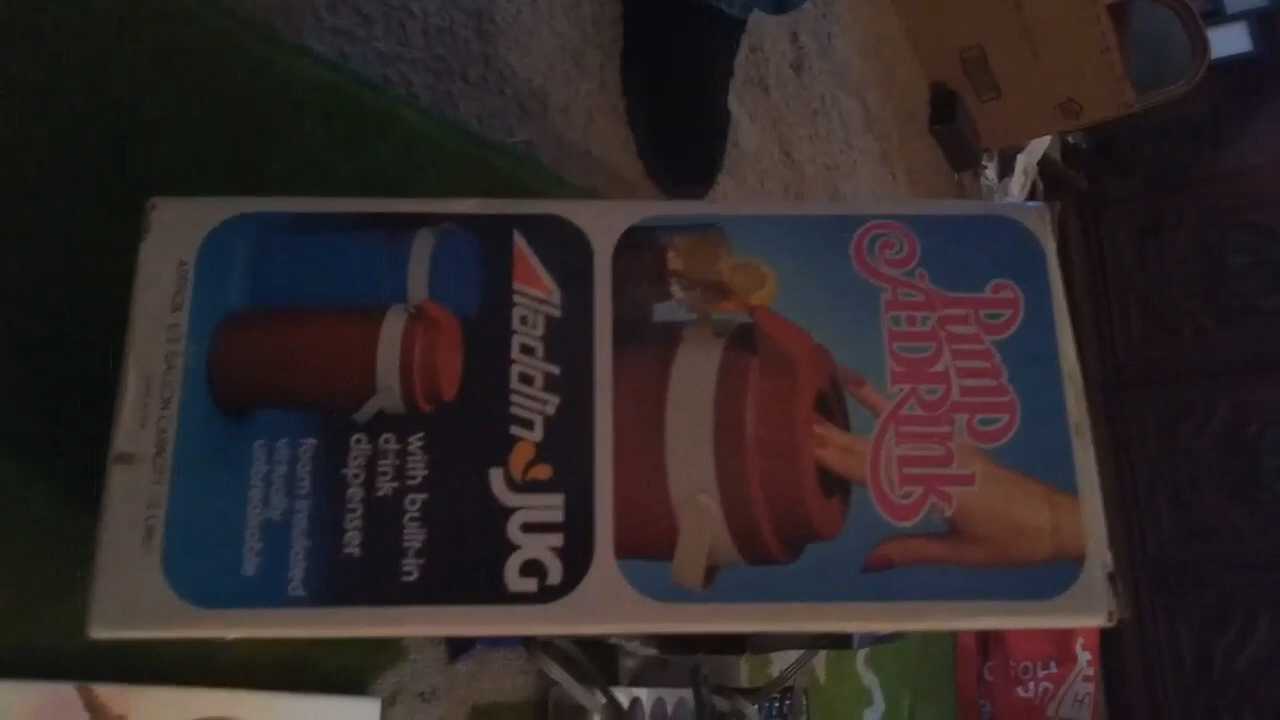 Pump
A DRink
Aladdin JUG
with built-in
drink
dispenser
foam insulated
virtually
unbreakable